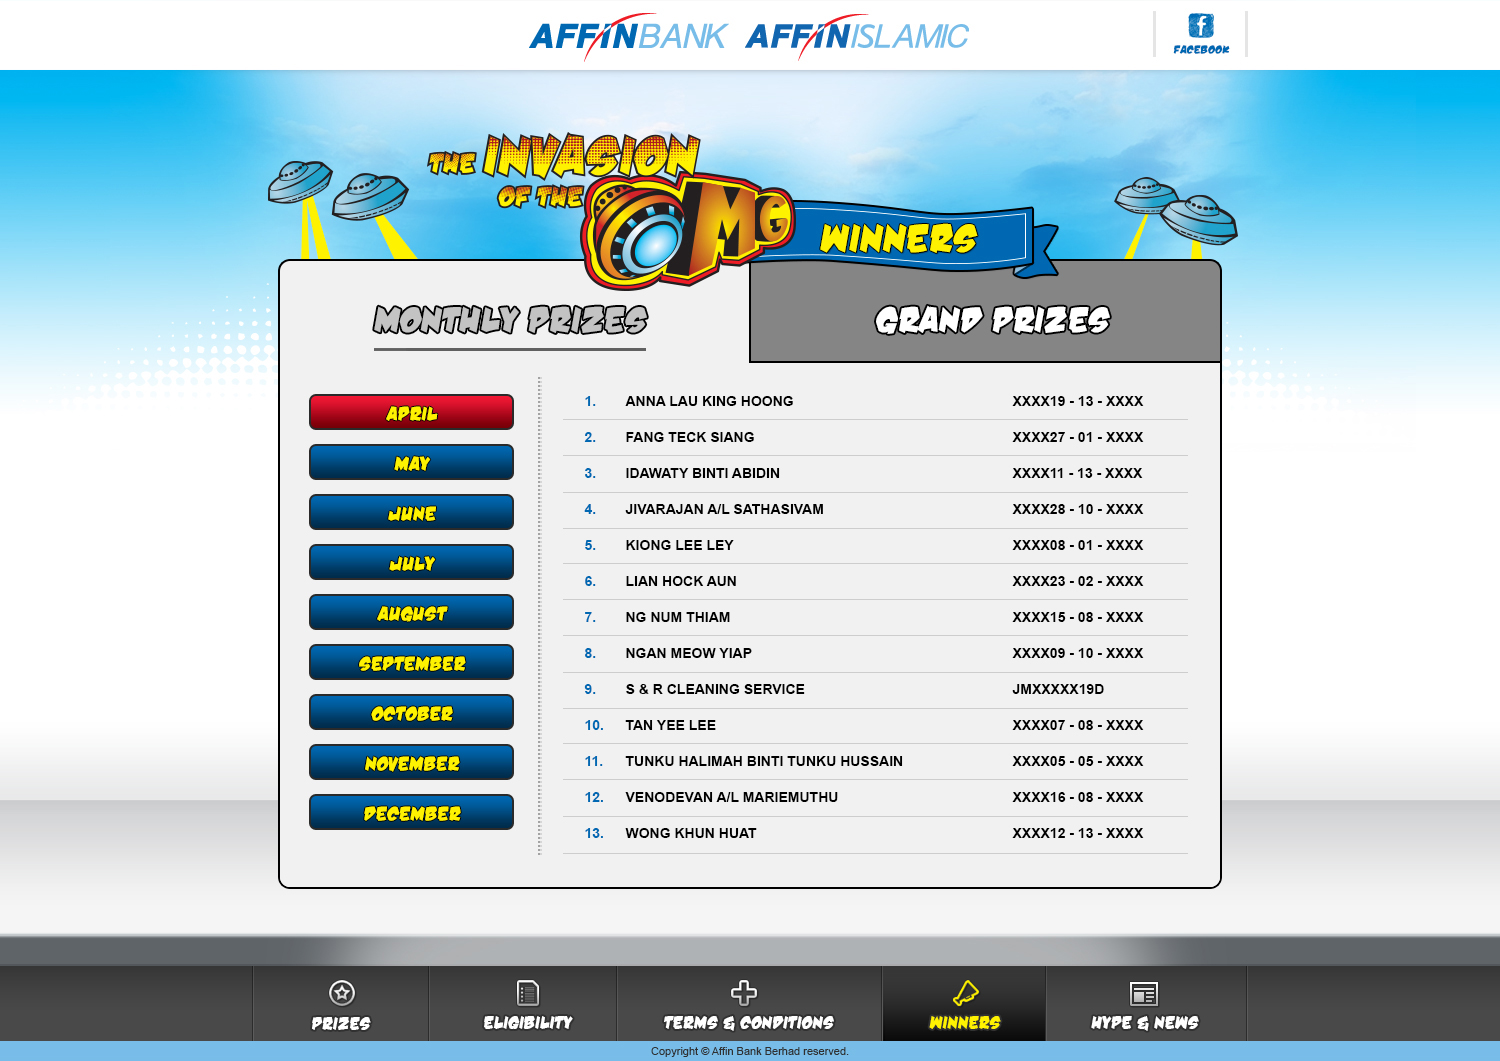 AFFINBANK AFFINISLAMIC
FACEBOOK
THE INVASION
OF THE
OMG
WINNERS
MONTHLY PRIZES
GRAND PRIZES
APRIL
MAY
JUNE
JULY
AUGUST
SEPTEMBER
OCTOBER
NOVEMBER
DECEMBER
1. ANNA LAU KING HOONG XXXX19 - 13 - XXXX
2. FANG TECK SIANG XXXX27 - 01 - XXXX
3. IDAWATY BINTI ABIDIN XXXX11 - 13 - XXXX
4. JIVARAJAN A/L SATHASIVAM XXXX28 - 10 - XXXX
5. KIONG LEE LEY XXXX08 - 01 - XXXX
6. LIAN HOCK AUN XXXX23 - 02 - XXXX
7. NG NUM THIAM XXXX15 - 08 - XXXX
8. NGAN MEOW YIAP XXXX09 - 10 - XXXX
9. S & R CLEANING SERVICE JMXXXXX19D
10. TAN YEE LEE XXXX07 - 08 - XXXX
11. TUNKU HALIMAH BINTI TUNKU HUSSAIN XXXX05 - 05 - XXXX
12. VENODEVAN A/L MARIEMUTHU XXXX16 - 08 - XXXX
13. WONG KHUN HUAT XXXX12 - 13 - XXXX
PRIZES
ELIGIBILITY
TERMS & CONDITIONS
WINNERS
HYPE & NEWS
Copyright © Affin Bank Berhad reserved.